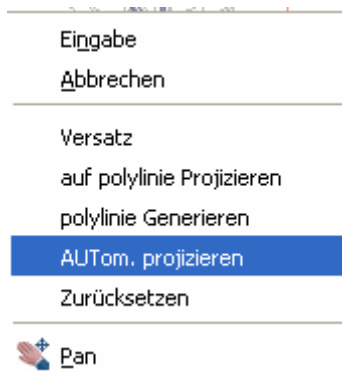 Eingabe
Abbrechen
Versatz
auf polylinie Projizieren
polylinie Generieren
AUTom. projizieren
Zurücksetzen
Pan